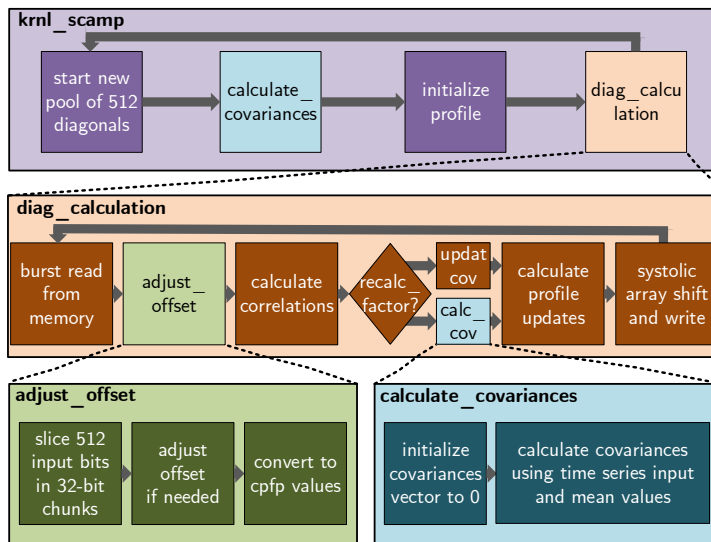 krnl_scamp
start new
pool of 512
diagonals
calculate_
covariances
initialize
profile
diag_calcu
lation
diag_calculation
burst read
from
memory
adjust_
offset
calculate
correlations
recalc_
factor?
updat
cov
calc_
cov
calculate
profile
updates
systolic
array shift
and write
adjust_offset
slice 512
input bits
in 32-bit
chunks
adjust
offset
if needed
convert to
cpfp values
calculate_covariances
initialize
covariances
vector to 0
calculate covariances
using time series input
and mean values